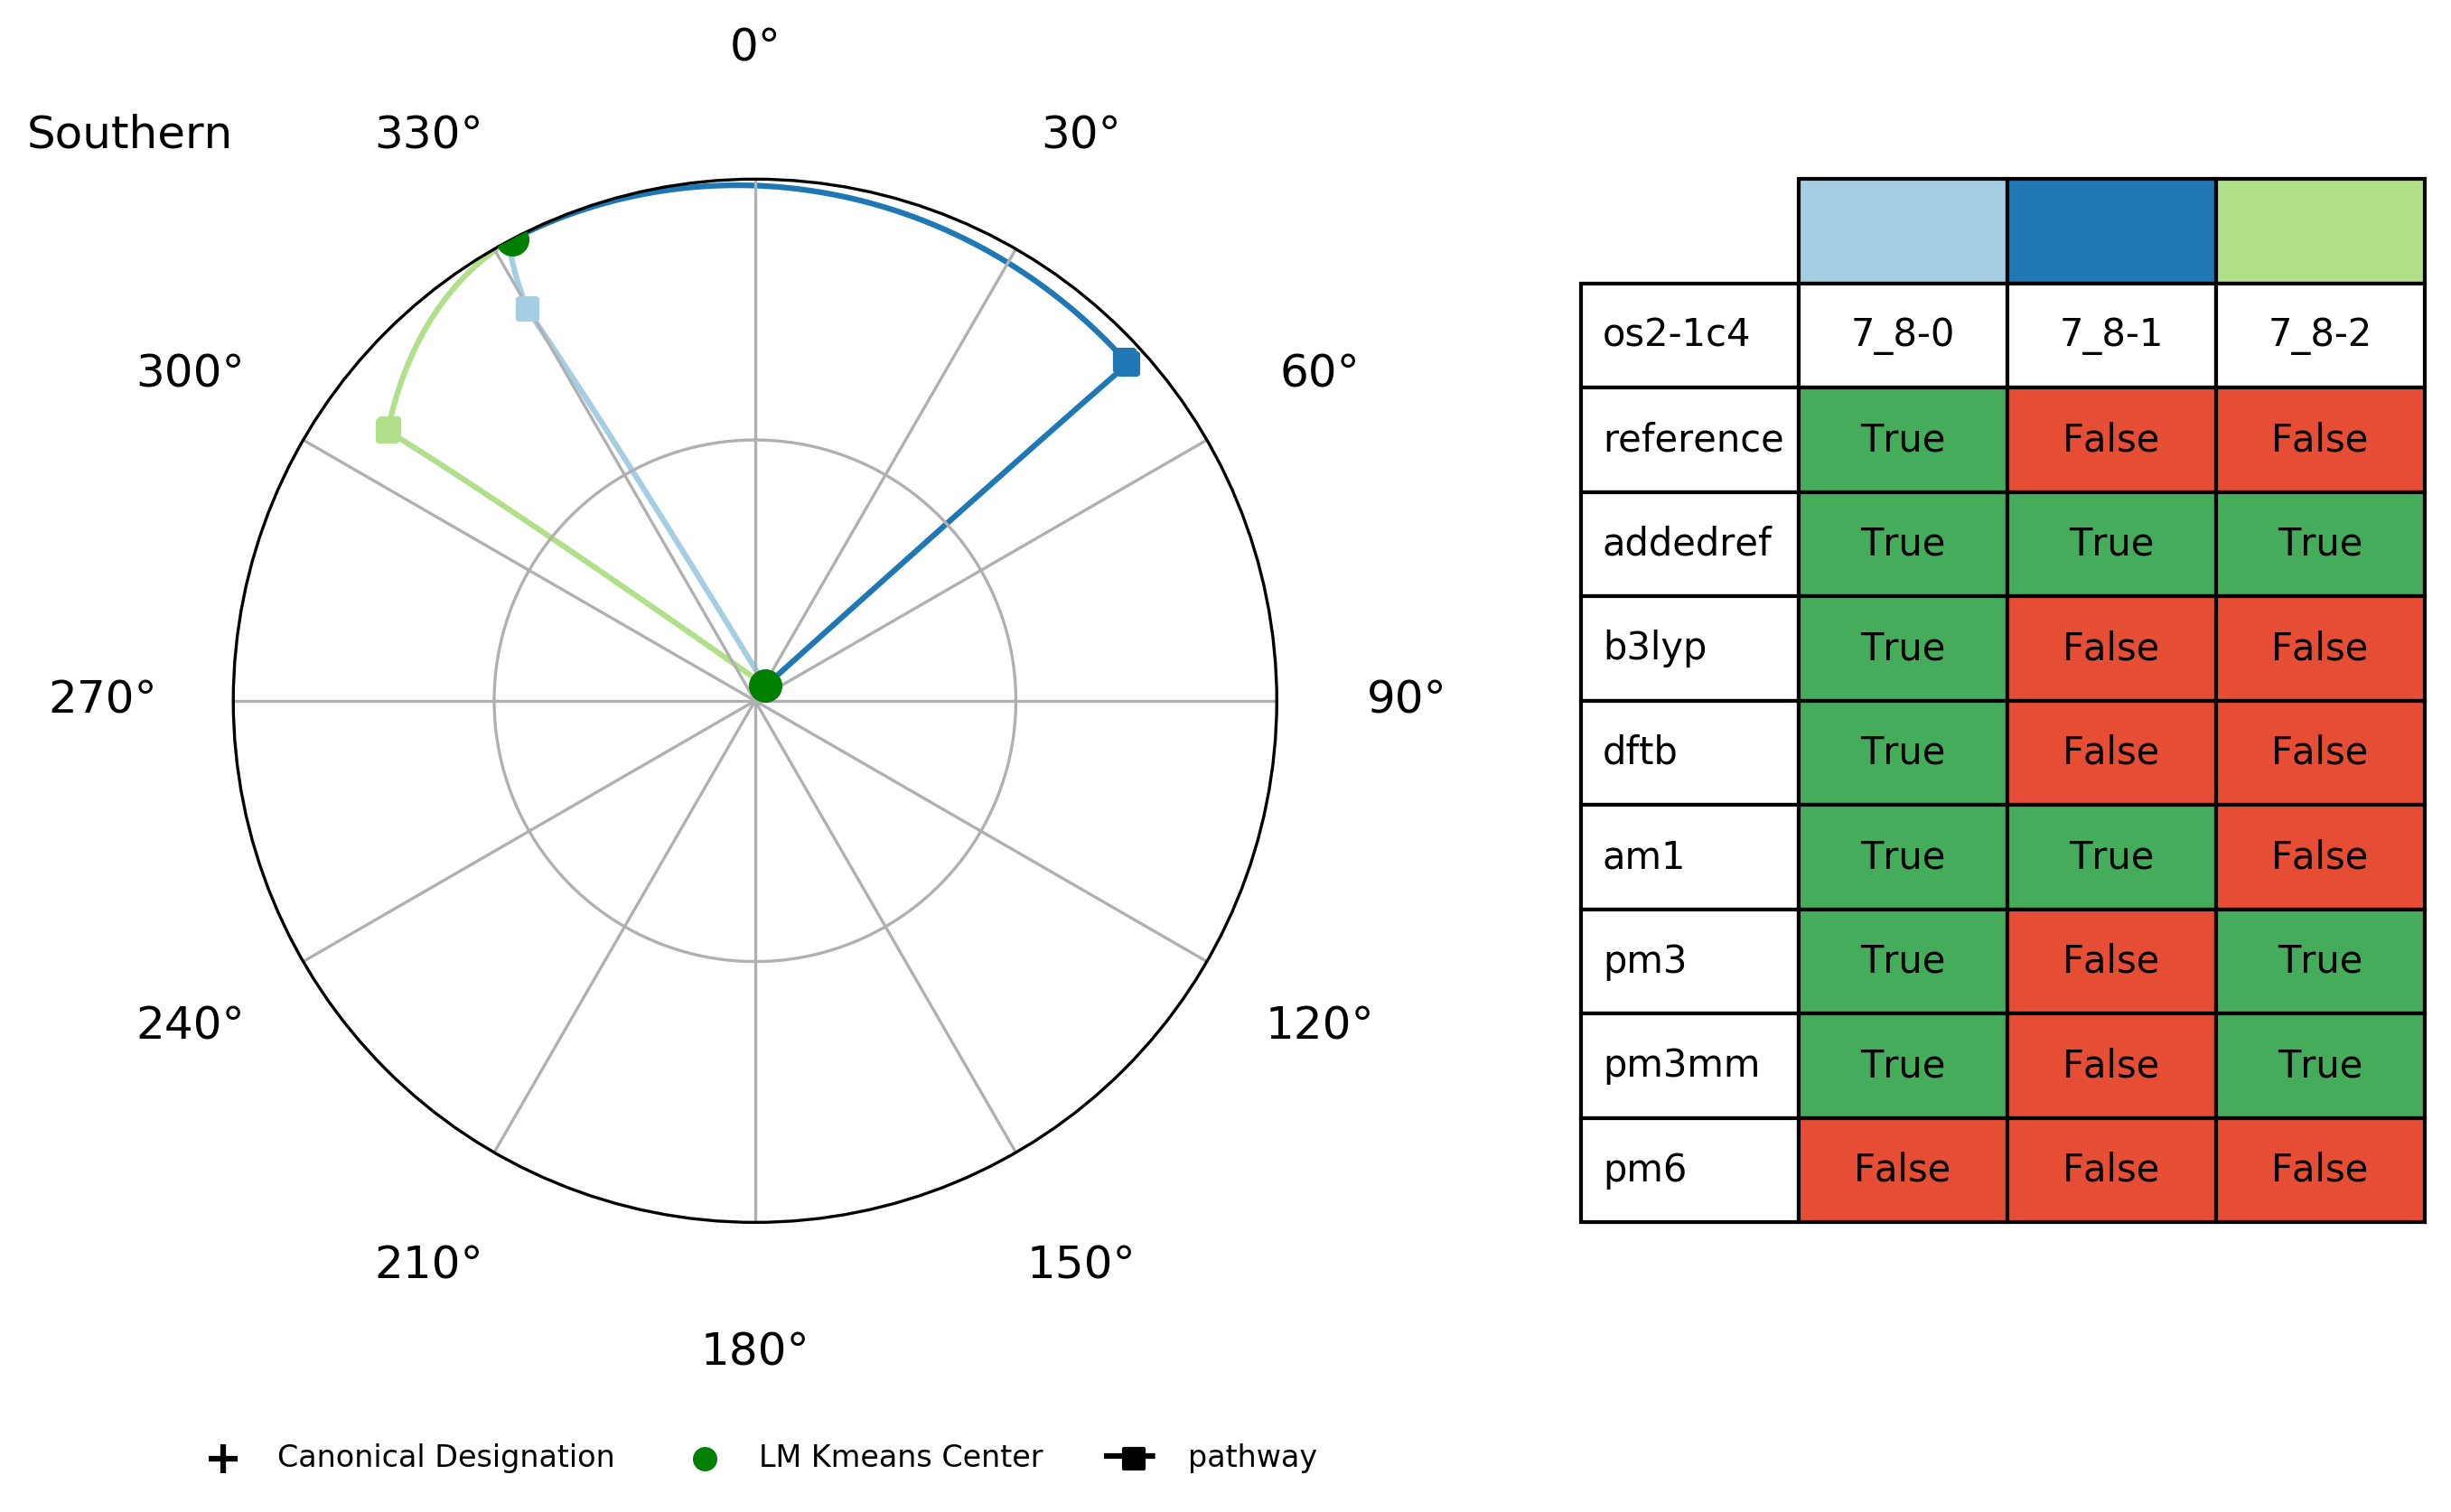 0°
Southern
330°
30°
300°
60°
270°
90°
240°
120°
210°
150°
180°
Canonical Designation
LM Kmeans Center
pathway
os2-1c4 7_8-0 7_8-1 7_8-2
reference True False False
addedref True True True
b3lyp True False False
dftb True False False
am1 True True False
pm3 True False True
pm3mm True False True
pm6 False False False